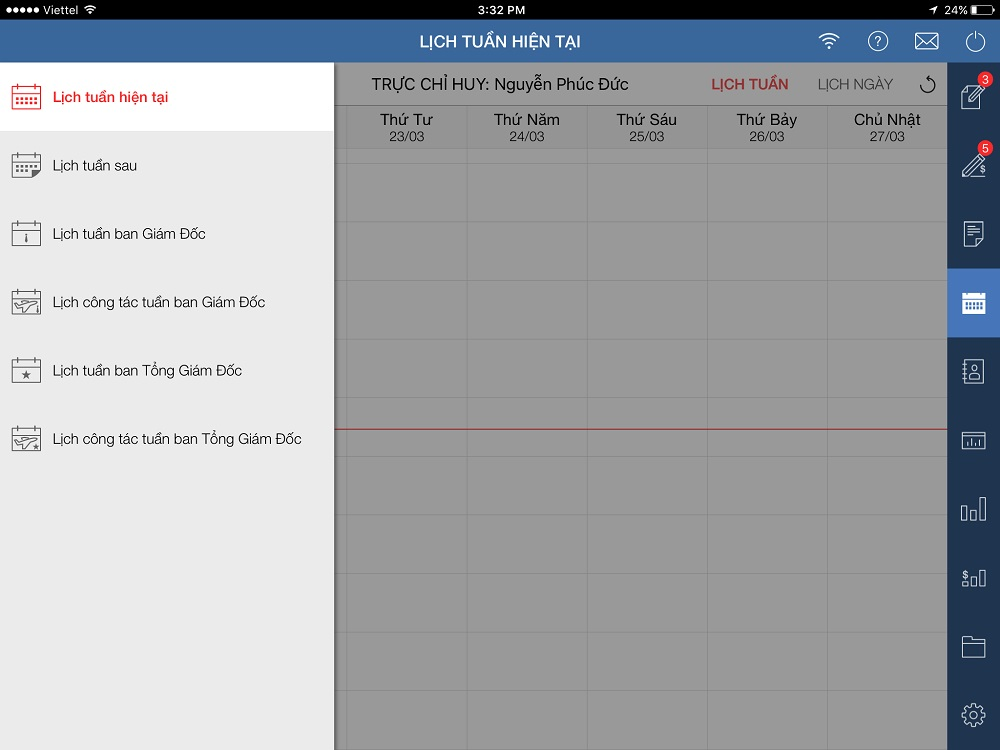 Viettel
3:32 PM
24%
LỊCH TUẦN HIỆN TẠI
Lịch tuần hiện tại
Lịch tuần sau
Lịch tuần ban Giám Đốc
Lịch công tác tuần ban Giám Đốc
Lịch tuần ban Tổng Giám Đốc
Lịch công tác tuần ban Tổng Giám Đốc
TRỰC CHỈ HUY: Nguyễn Phúc Đức
LỊCH TUẦN
LỊCH NGÀY
Thứ Tư
23/03
Thứ Năm
24/03
Thứ Sáu
25/03
Thứ Bảy
26/03
Chủ Nhật
27/03
3
5